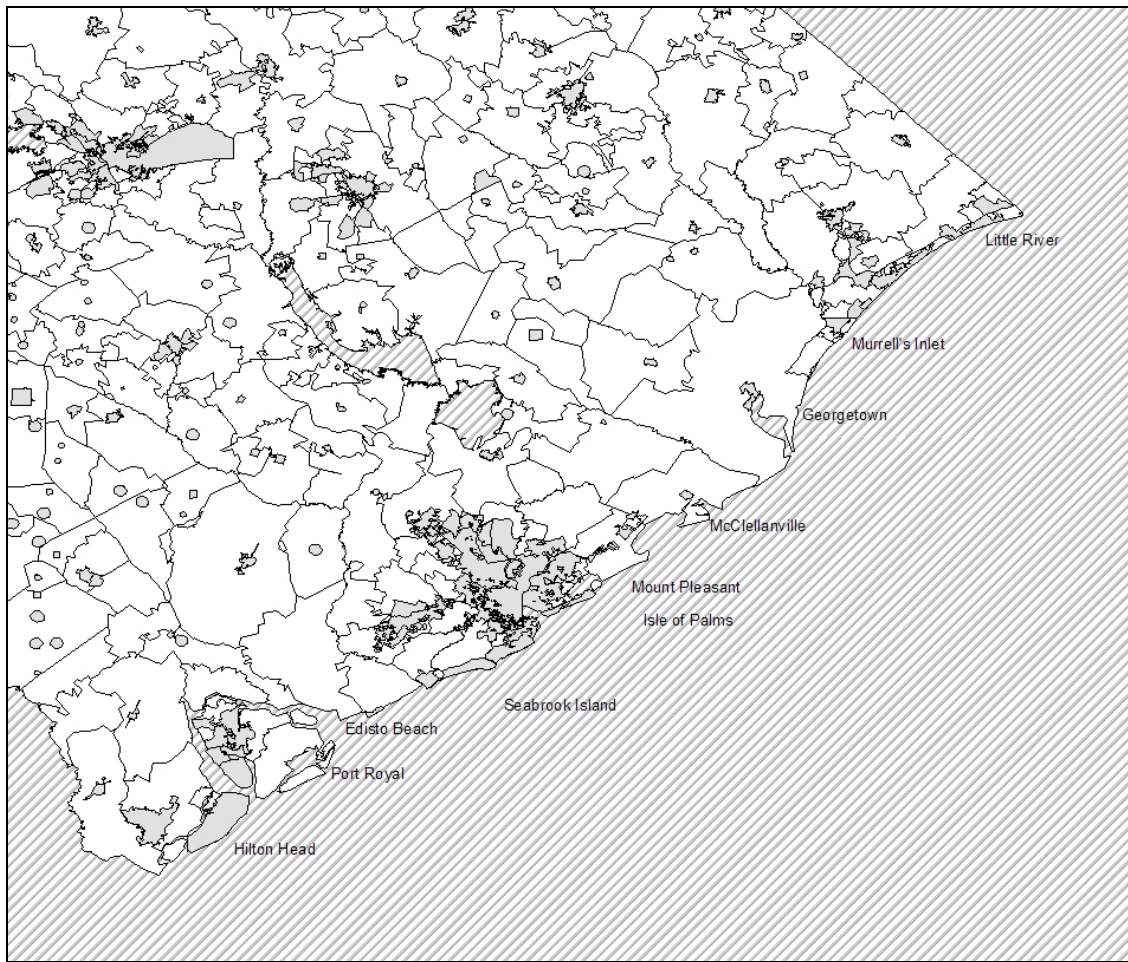 Little River
Murrell's Inlet
Georgetown
McClellanville
Mount Pleasant
Isle of Palms
Seabrook Island
Edisto Beach
Port Royal
Hilton Head